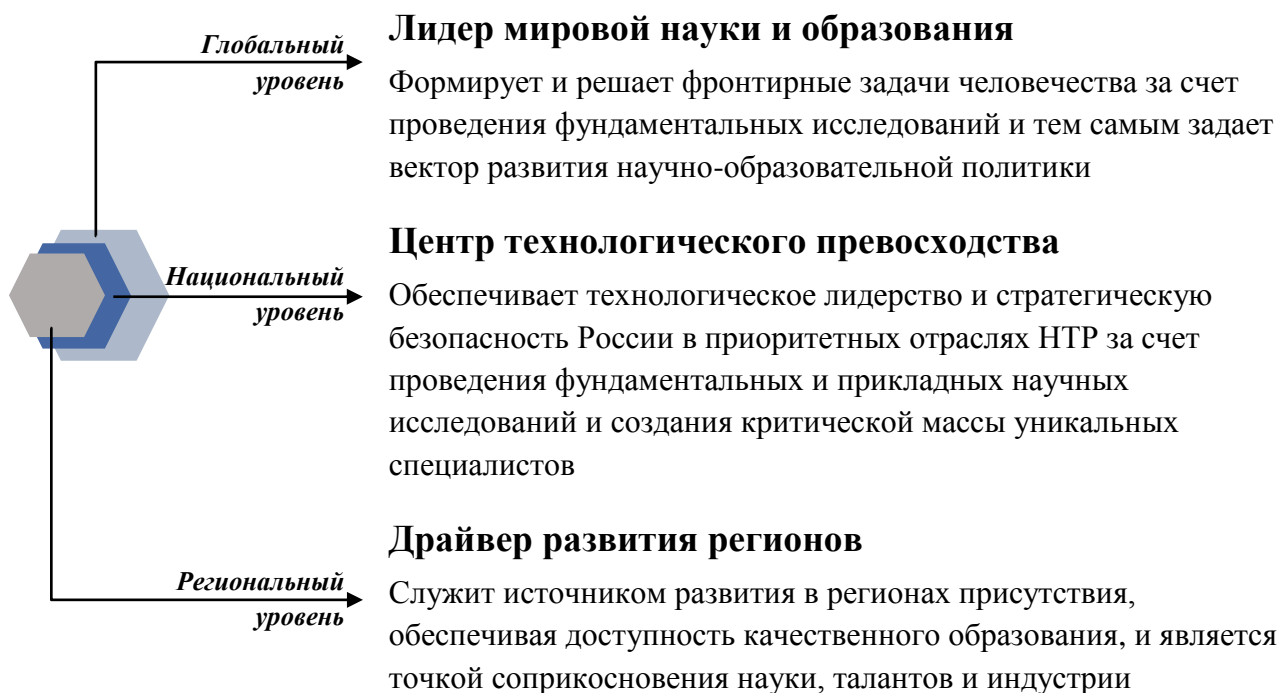 Глобальный
уровень
Лидер мировой науки и образования
Формирует и решает фронтирные задачи человечества за счет
проведения фундаментальных исследований и тем самым задает
вектор развития научно-образовательной политики
Национальный
уровень
Центр технологического превосходства
Обеспечивает технологическое лидерство и стратегическую
безопасность России в приоритетных отраслях НТР за счет
проведения фундаментальных и прикладных научных
исследований и создания критической массы уникальных
специалистов
Региональный
уровень
Драйвер развития регионов
Служит источником развития в регионах присутствия,
обеспечивая доступность качественного образования, и является
точкой соприкосновения науки, талантов и индустрии